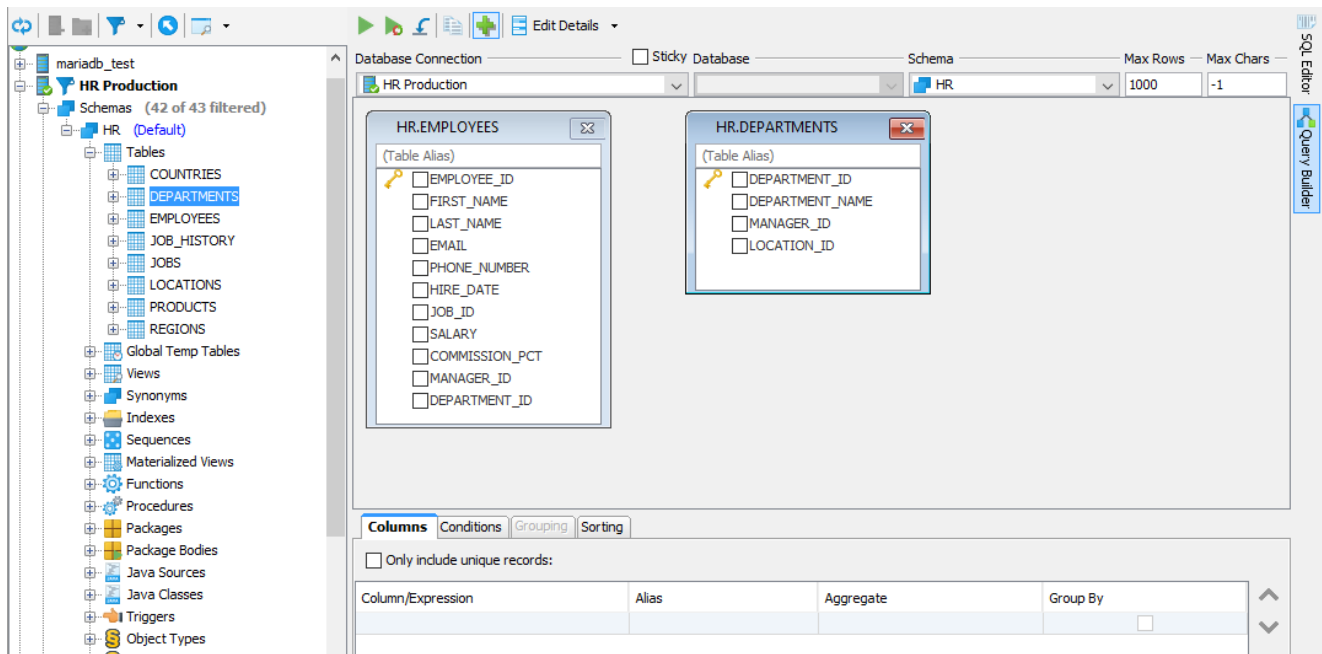 mariadb_test
HR Production
Schemas (42 of 43 filtered)
HR (Default)
Tables
COUNTRIES
DEPARTMENTS
EMPLOYEES
JOB_HISTORY
JOBS
LOCATIONS
PRODUCTS
REGIONS
Global Temp Tables
Views
Synonyms
Indexes
Sequences
Materialized Views
Functions
Procedures
Packages
Package Bodies
Java Sources
Java Classes
Triggers
Object Types
Edit Details
Database Connection Sticky Database Schema Max Rows Max Chars
HR Production HR 1000 -1
HR.EMPLOYEES
(Table Alias)
EMPLOYEE_ID
FIRST_NAME
LAST_NAME
EMAIL
PHONE_NUMBER
HIRE_DATE
JOB_ID
SALARY
COMMISSION_PCT
MANAGER_ID
DEPARTMENT_ID
HR.DEPARTMENTS
(Table Alias)
DEPARTMENT_ID
DEPARTMENT_NAME
MANAGER_ID
LOCATION_ID
Columns Conditions Grouping Sorting
Only include unique records:
Column/Expression Alias Aggregate Group By
SQL Editor
Query Builder